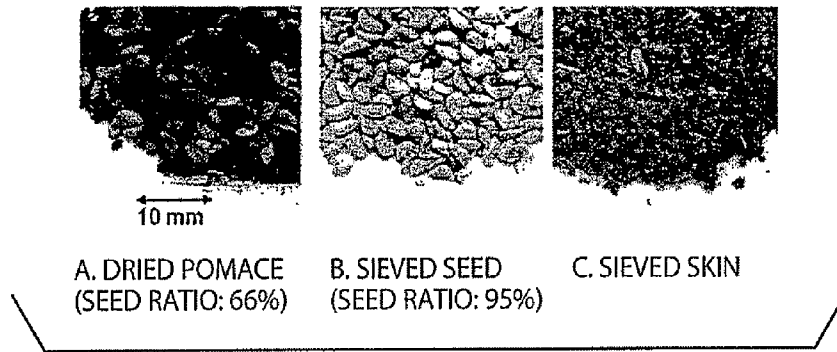 10 mm
A. DRIED POMACE
(SEED RATIO: 66%)
B. SIEVED SEED
(SEED RATIO: 95%)
C. SIEVED SKIN